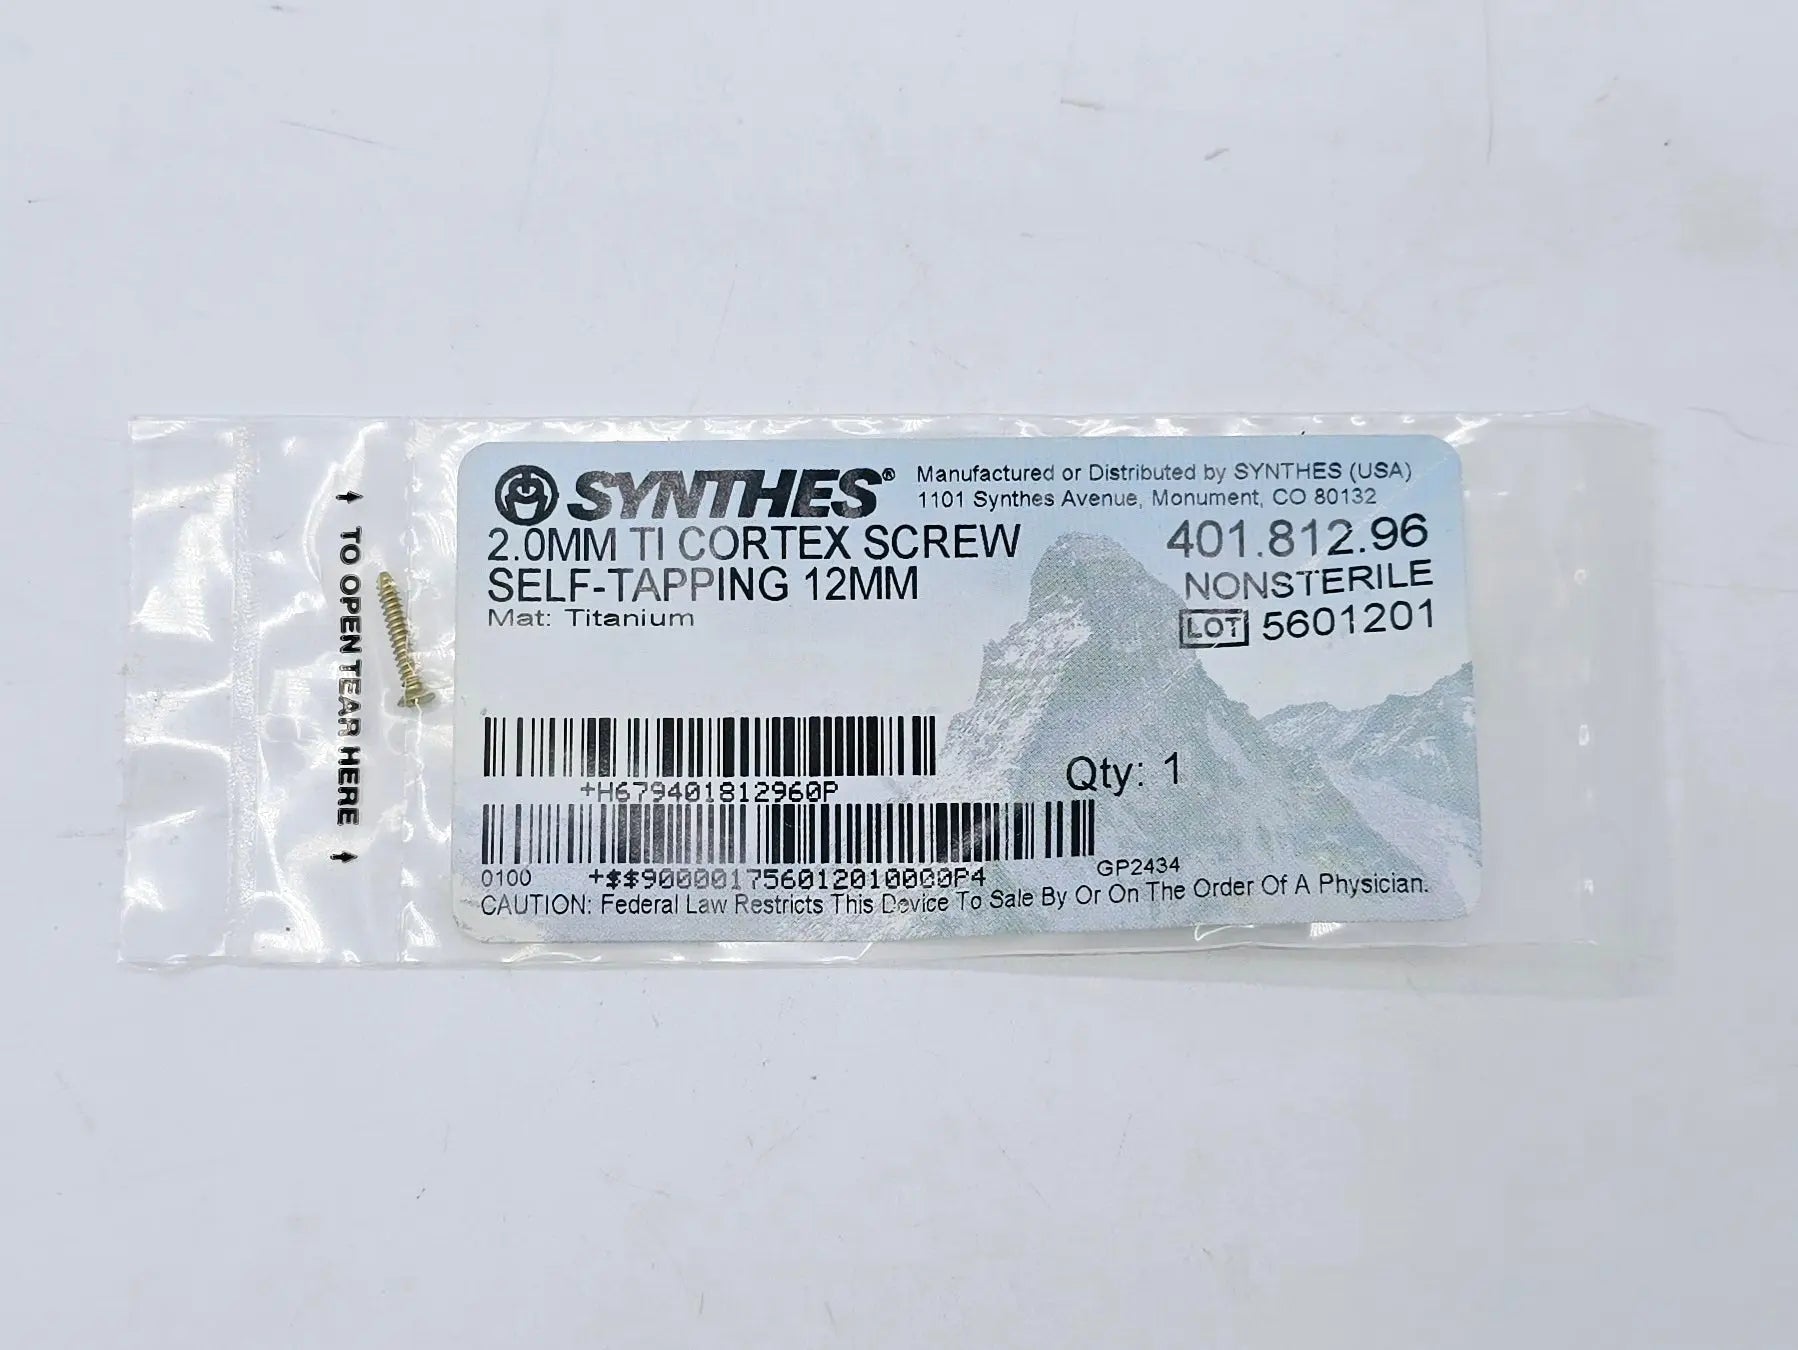 ↑ TO OPEN TEAR HERE ↑
SYNTHES® Manufactured or Distributed by SYNTHES (USA)
1101 Synthes Avenue, Monument, CO 80132
2.0MM TI CORTEX SCREW 401.812.96
SELF-TAPPING 12MM NONSTERILE
Mat: Titanium LOT 5601201
Qty: 1
+H679401812960P
GP2434
0100 +$$900001756012010000P4
CAUTION: Federal Law Restricts This Device To Sale By Or On The Order Of A Physician.